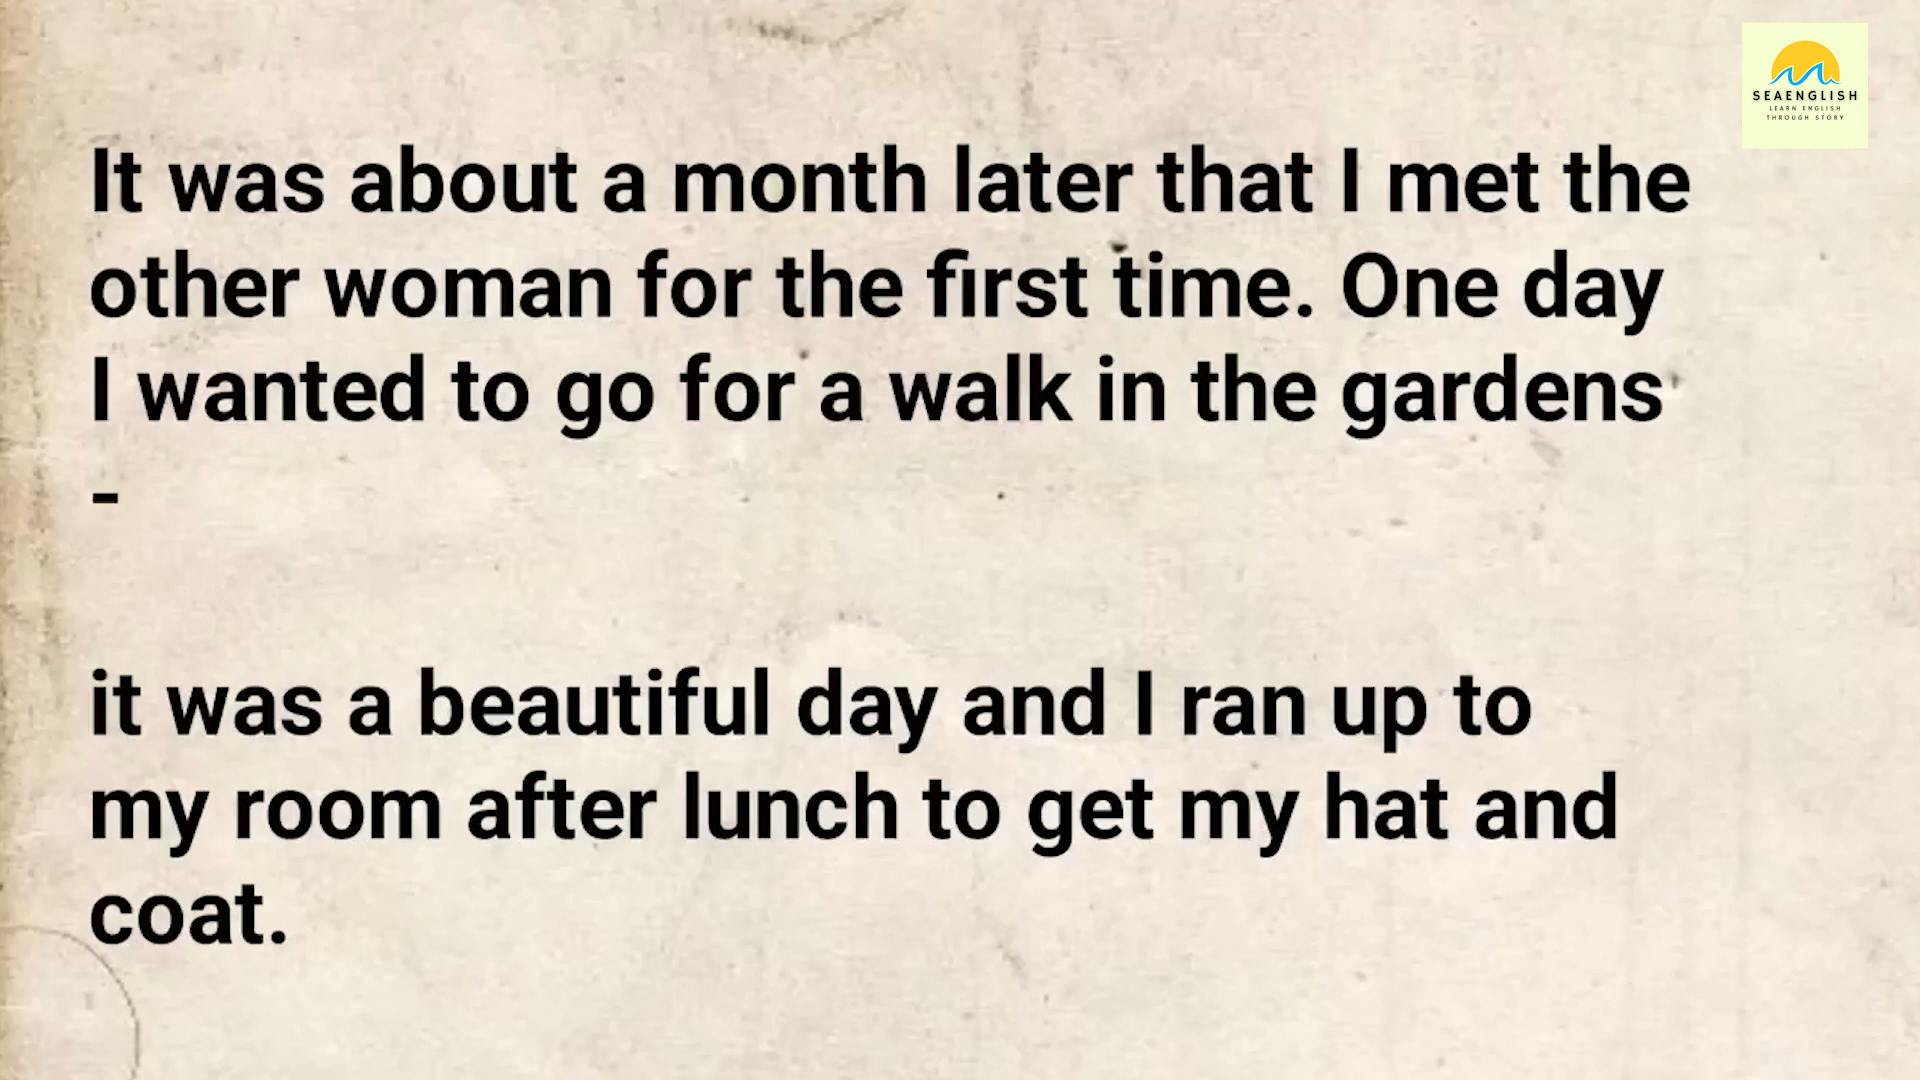 SEAENGLISH
LEARN ENGLISH
THROUGH STORY
It was about a month later that I met the
other woman for the first time. One day
I wanted to go for a walk in the gardens
-
it was a beautiful day and I ran up to
my room after lunch to get my hat and
coat.